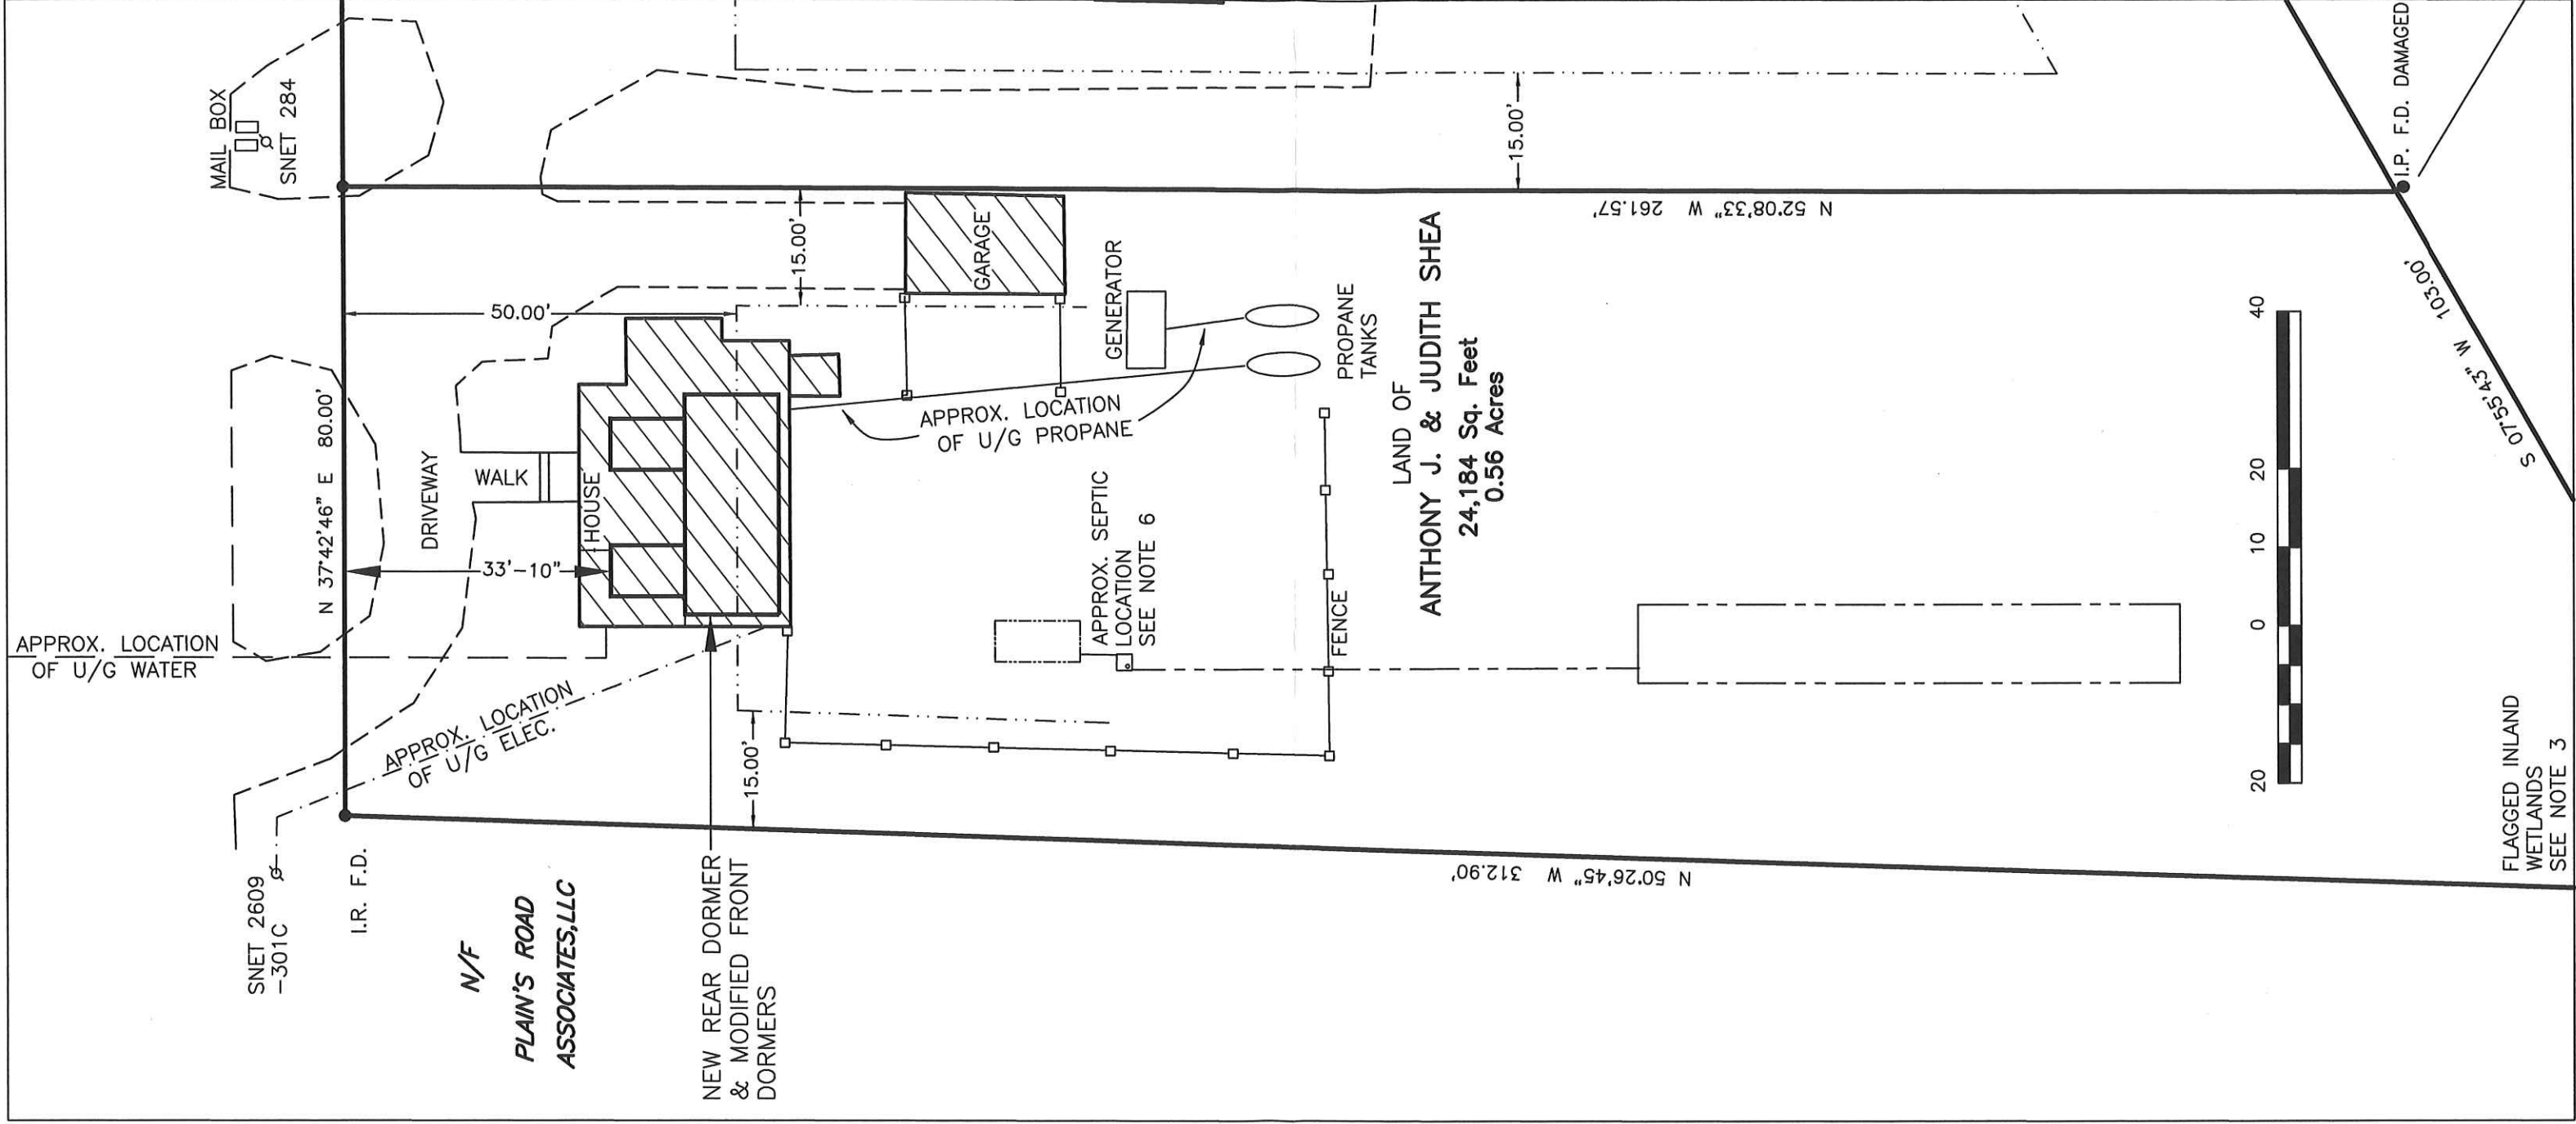 MAIL BOX
SNET 284
N 37°42'46" E 80.00'
APPROX. LOCATION
OF U/G WATER
DRIVEWAY
WALK
HOUSE
33'-10"
50.00'
15.00'
GARAGE
GENERATOR
PROPANE
TANKS
APPROX. LOCATION
OF U/G PROPANE
APPROX. LOCATION
OF U/G ELEC.
15.00'
SNET 2609
-301C
I.R. F.D.
N/F
PLAIN'S ROAD
ASSOCIATES,LLC
NEW REAR DORMER
& MODIFIED FRONT
DORMERS
APPROX. SEPTIC
LOCATION
SEE NOTE 6
FENCE
LAND OF
ANTHONY J. & JUDITH SHEA
24,184 Sq. Feet
0.56 Acres
15.00'
N 52°08'33" W 261.57'
N 50°26'45" W 312.90'
I.P. F.D. DAMAGED
S 07°55'43" W 103.00'
20 0 10 20 40
FLAGGED INLAND
WETLANDS
SEE NOTE 3